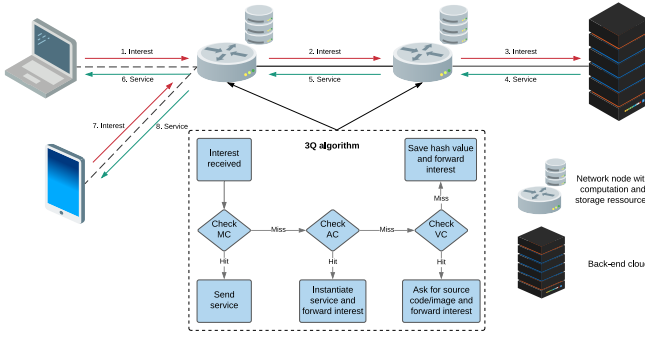 1. Interest
2. Interest
3. Interest
6. Service
5. Service
4. Service
7. Interest
8. Service
3Q algorithm
Interest
received
Save hash value
and forward
interest
Miss
Check
MC
Miss
Check
AC
Miss
Check
VC
Hit
Hit
Hit
Send
service
Instantiate
service and
forward interest
Ask for source
code/image and
forward interest
Network node wit
computation and
storage ressource
Back-end cloud